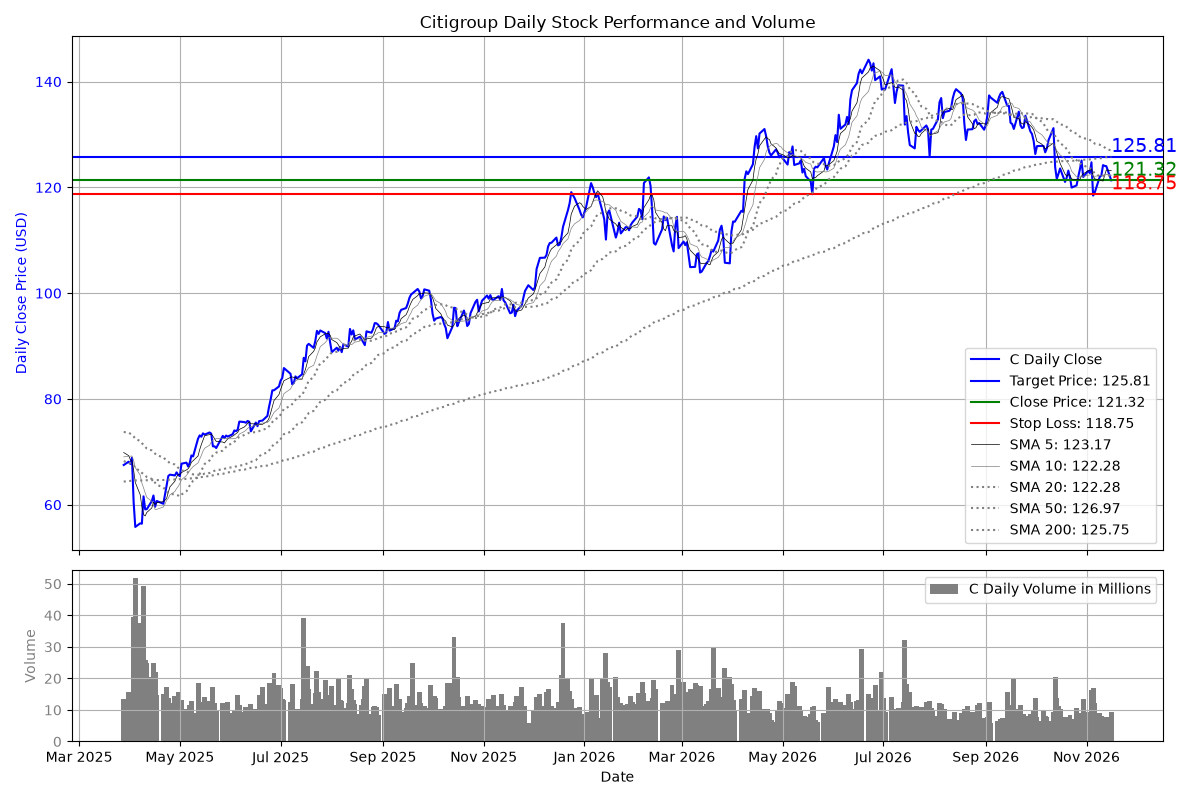 Citigroup Daily Stock Performance and Volume
Daily Close Price (USD)
140
120
100
80
60
125.81
121.32
118.75
C Daily Close
Target Price: 125.81
Close Price: 121.32
Stop Loss: 118.75
SMA 5: 123.17
SMA 10: 122.28
SMA 20: 122.28
SMA 50: 126.97
SMA 200: 125.75
Volume
50
40
30
20
10
0
C Daily Volume in Millions
Mar 2025 May 2025 Jul 2025 Sep 2025 Nov 2025 Jan 2026 Mar 2026 May 2026 Jul 2026 Sep 2026 Nov 2026
Date